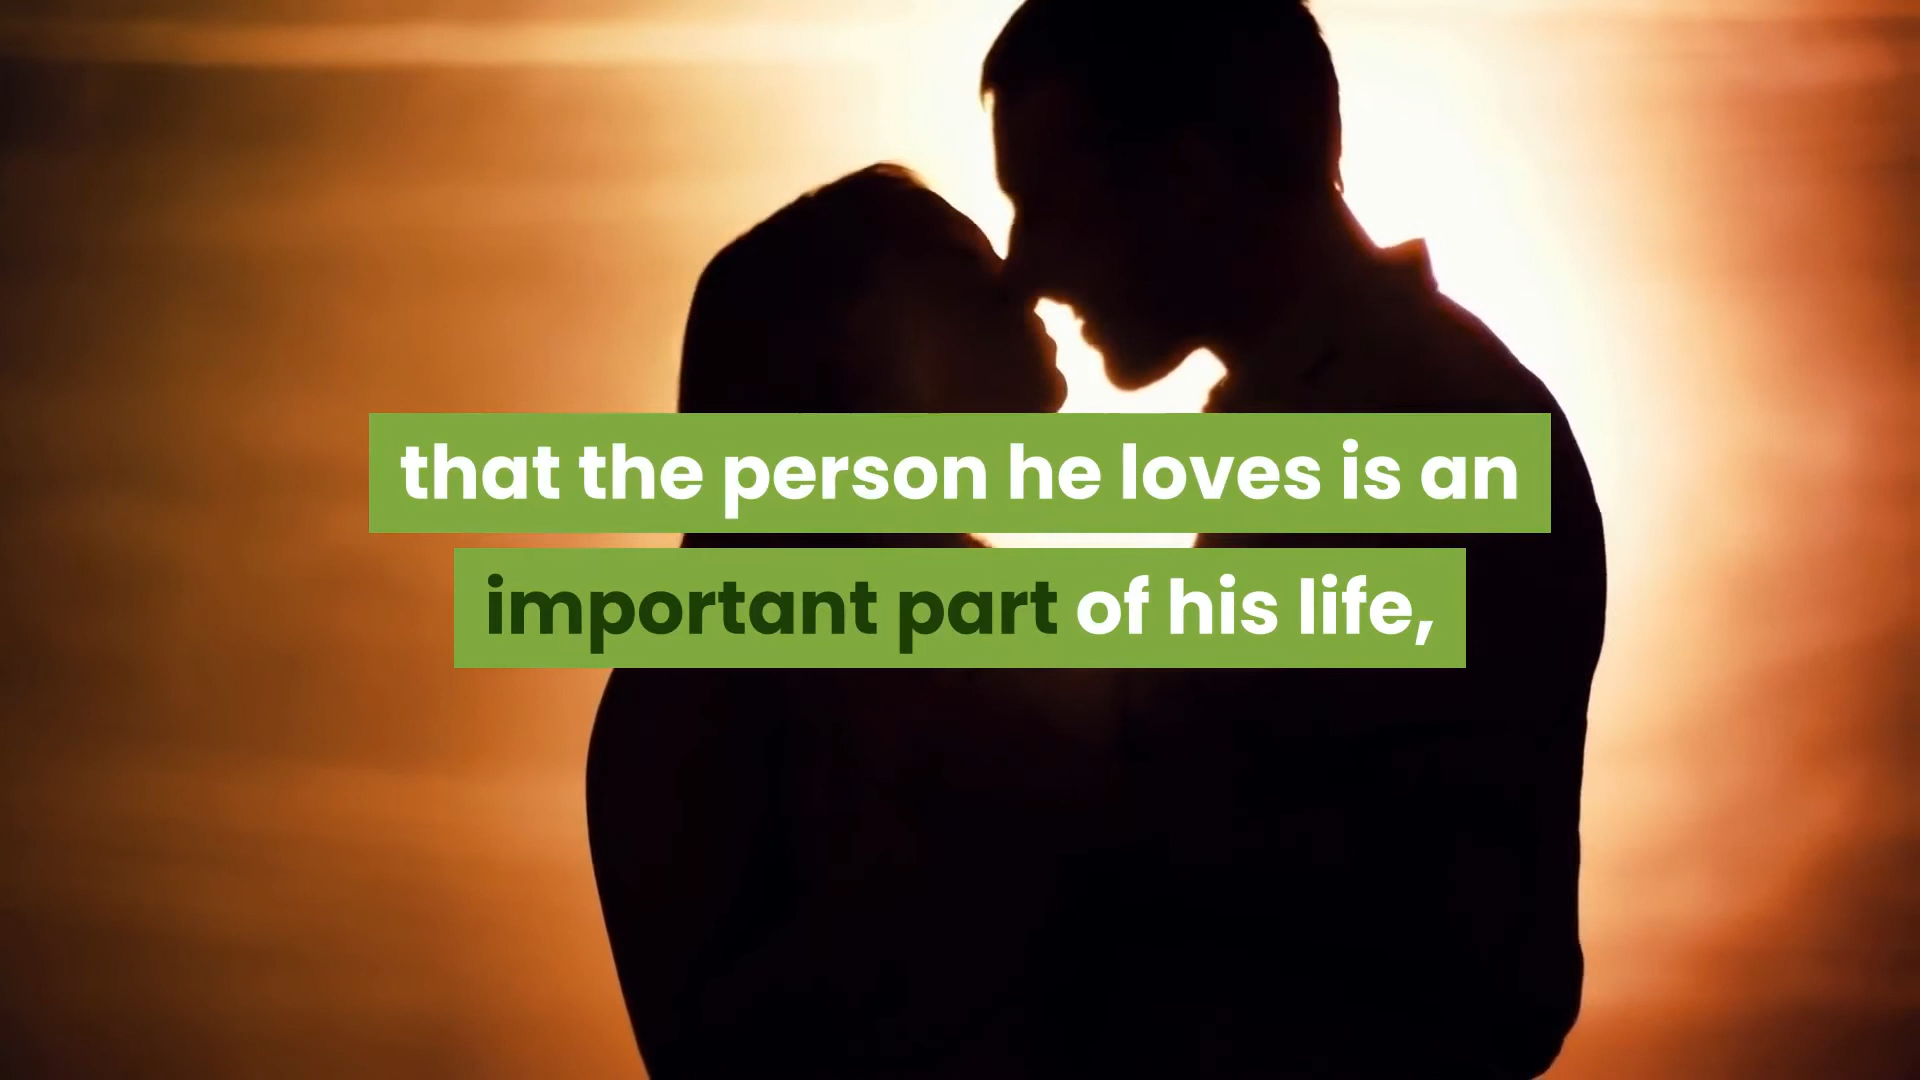 that the person he loves is an
important part of his life,